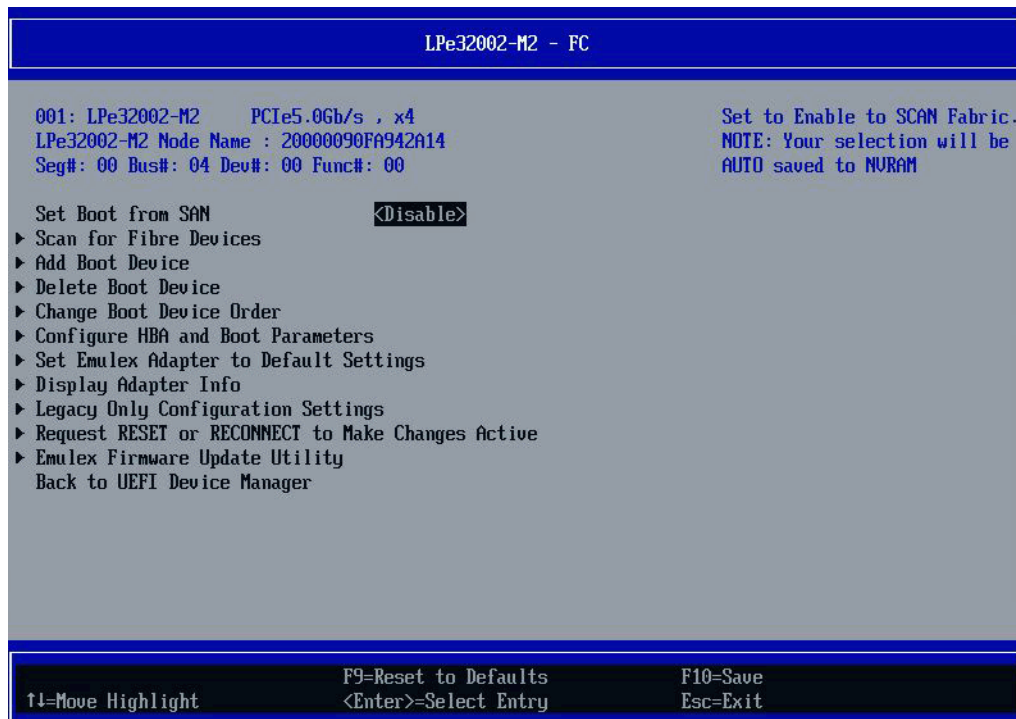 LPe32002-M2 - FC
001: LPe32002-M2 PCIe5.0Gb/s , x4
LPe32002-M2 Node Name : 20000090FA942A14
Seg#: 00 Bus#: 04 Dev#: 00 Func#: 00
Set to Enable to SCAN Fabric.
NOTE: Your selection will be
AUTO saved to NVRAM
Set Boot from SAN <Disable>
Scan for Fibre Devices
Add Boot Device
Delete Boot Device
Change Boot Device Order
Configure HBA and Boot Parameters
Set Emulex Adapter to Default Settings
Display Adapter Info
Legacy Only Configuration Settings
Request RESET or RECONNECT to Make Changes Active
Emulex Firmware Update Utility
Back to UEFI Device Manager
F9=Reset to Defaults F10=Save
↑↓=Move Highlight <Enter>=Select Entry Esc=Exit